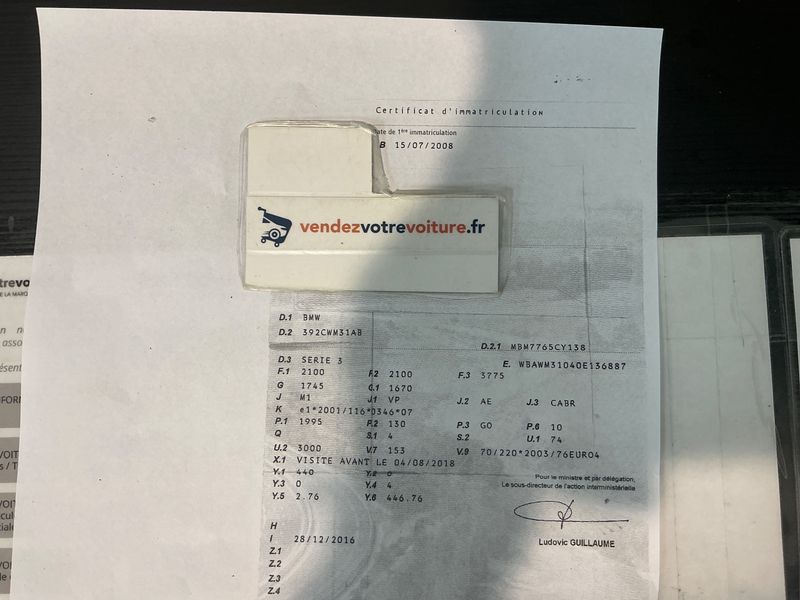 Certificat d'immatriculation
ate de 1ère immatriculation
B 15/07/2008
vendezvotrevoiture.fr
D.1 BMW
D.2 392CWM31AB
D.2.1 MBM7765CY138
D.3 SERIE 3
E. WBAWM31040E136887
F.1 2100 F.2 2100 F.3 3775
G 1745 G.1 1670
J M1 J.1 VP J.2 AE J.3 CABR
K e1*2001/116*0346*07
P.1 1995 P.2 130 P.3 GO P.6 10
Q S.1 4 S.2 U.1 74
U.2 3000 V.7 153 V.9 70/220*2003/76EURO4
X.1 VISITE AVANT LE 04/08/2018
Y.1 440 Y.2 0
Y.3 0 Y.4 4
Y.5 2.76 Y.6 446.76
Pour le ministre et par délégation,
Le sous-directeur de l'action interministérielle
Ludovic GUILLAUME
H
I 28/12/2016
Z.1
Z.2
Z.3
Z.4
trevo
E LA MARQ